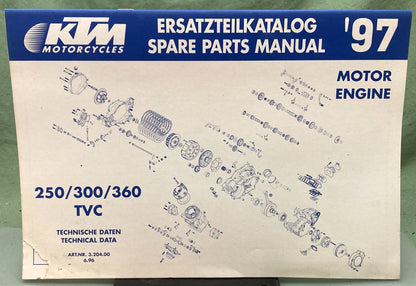 KTM
MOTORCYCLES
ERSATZTEILKATALOG
SPARE PARTS MANUAL
'97
MOTOR
ENGINE
250/300/360
TVC
TECHNISCHE DATEN
TECHNICAL DATA
ART.NR. 3.204.00
6.96